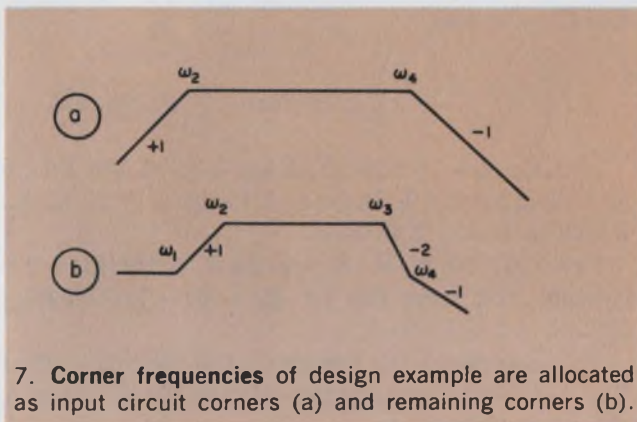 ω2 ω4
a
+1 -1
ω2 ω3
ω1 +1 -2
b ω4
-1
7. Corner frequencies of design example are allocated
as input circuit corners (a) and remaining corners (b).